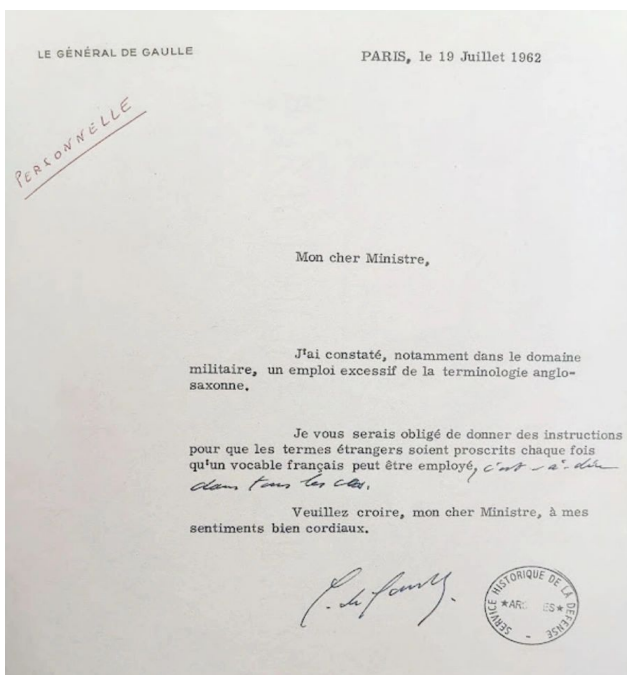 LE GÉNÉRAL DE GAULLE
PARIS, le 19 Juillet 1962
PERSONNELLE
Mon cher Ministre,
J'ai constaté, notamment dans le domaine
militaire, un emploi excessif de la terminologie anglo-
saxonne.
Je vous serais obligé de donner des instructions
pour que les termes étrangers soient proscrits chaque fois
qu'un vocable français peut être employé, c'est-à-dire
dans tous les cas.
Veuillez croire, mon cher Ministre, à mes
sentiments bien cordiaux.
C. de Gaulle.
SERVICE HISTORIQUE DE LA DÉFENSE